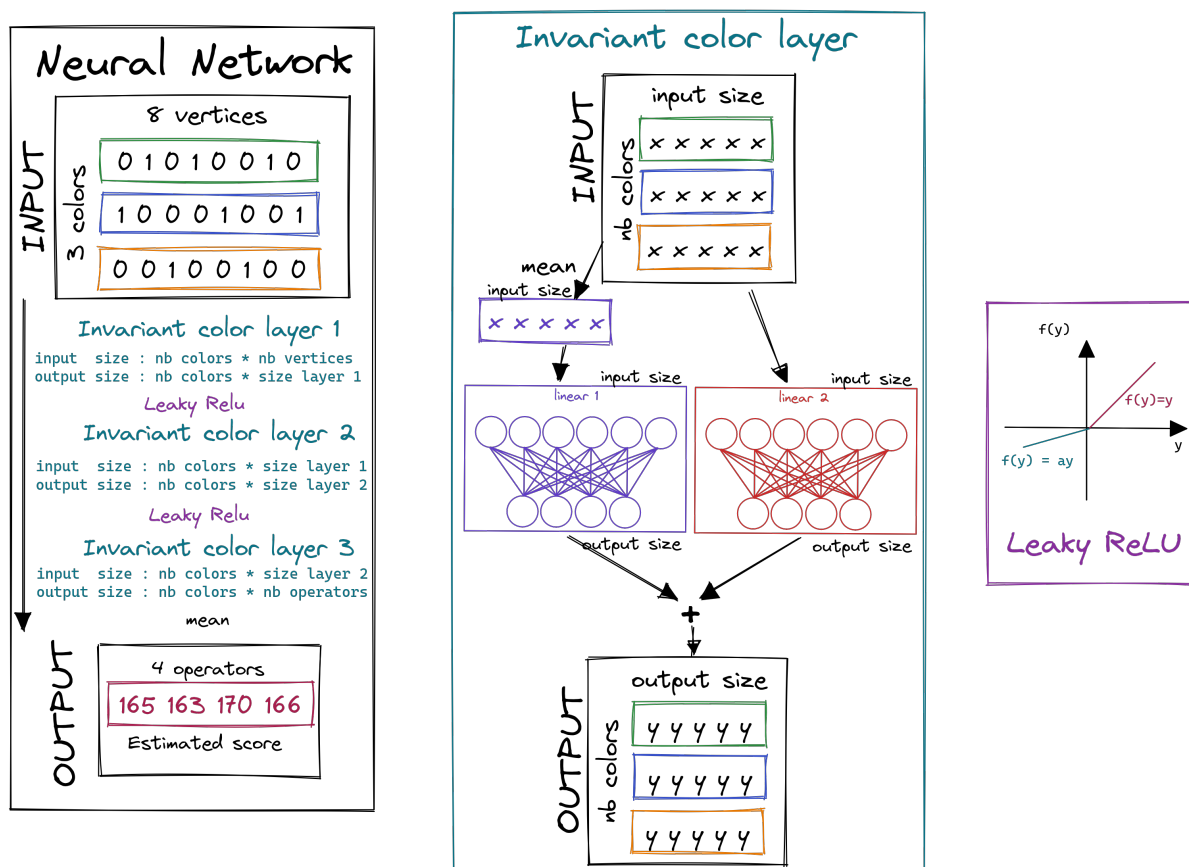 Neural Network
INPUT
8 vertices
3 colors
0 1 0 1 0 0 1 0
1 0 0 0 1 0 0 1
0 0 1 0 0 1 0 0
Invariant color layer 1
input size : nb colors * nb vertices
output size : nb colors * size layer 1
Leaky Relu
Invariant color layer 2
input size : nb colors * size layer 1
output size : nb colors * size layer 2
Leaky Relu
Invariant color layer 3
input size : nb colors * size layer 2
output size : nb colors * nb operators
mean
OUTPUT
4 operators
165 163 170 166
Estimated score
Invariant color layer
INPUT
input size
nb colors
x x x x x
x x x x x
x x x x x
mean
input size
x x x x x
input size
linear 1
output size
input size
linear 2
output size
+
OUTPUT
output size
nb colors
y y y y y
y y y y y
y y y y y
f(y)
f(y)=y
y
f(y) = ay
Leaky ReLU